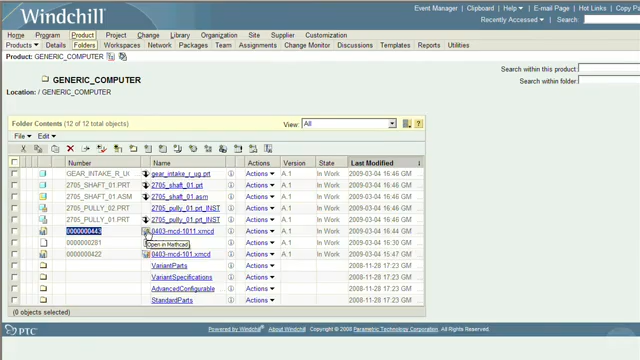 Event Manager | Clipboard | Help | E-mail Page | Hot Links | Copy Pa
Windchill
Recently Accessed | Search:
Home Program Product Change Library Organization Site Supplier Customization
Products Details Folders Workspaces Network Packages Team Assignments Change Monitor Discussions Templates Reports Utilities
Product: GENERIC_COMPUTER
GENERIC_COMPUTER
Search within this product:
Search within folder:
Location: / GENERIC_COMPUTER
Folder Contents (12 of 12 total objects)
View: All
File Edit
Number Name Actions Version State Last Modified
GEAR_INTAKE_R_U gear_intake_r_ug.prt Actions A.1 In Work 2009-03-04 16:46 GM
2705_SHAFT_01.PRT 2705_shaft_01.prt Actions A.1 In Work 2009-03-04 16:46 GM
2705_SHAFT_01.ASM 2705_shaft_01.asm Actions A.1 In Work 2009-03-04 16:46 GM
2705_PULLY_02.PRT 2705_pully_01.prt_INST Actions A.1 In Work 2009-03-04 16:44 GM
2705_PULLY_01.PRT 2705_pully_01.prt_INST Actions A.1 In Work 2009-03-04 16:44 GM
0000000443 0403-mcd-1011.xmcd Actions A.1 In Work 2009-03-04 16:23 GM
Open in Mathcad
0000000281 Actions A.1 In Work 2009-03-04 16:19 GM
0000000422 0403-mcd-101.xmcd Actions A.1 In Work 2009-03-04 15:47 GM
VariantParts Actions 2008-11-28 17:23 GM
VariantSpecifications Actions 2008-11-28 17:23 GM
AdvancedConfigurable Actions 2008-11-28 17:23 GM
StandardParts Actions 2008-11-28 17:23 GM
(0 objects selected)
PTC
Powered by Windchill About Windchill Copyright © 2008 Parametric Technology Corporation. All Rights Reserved.